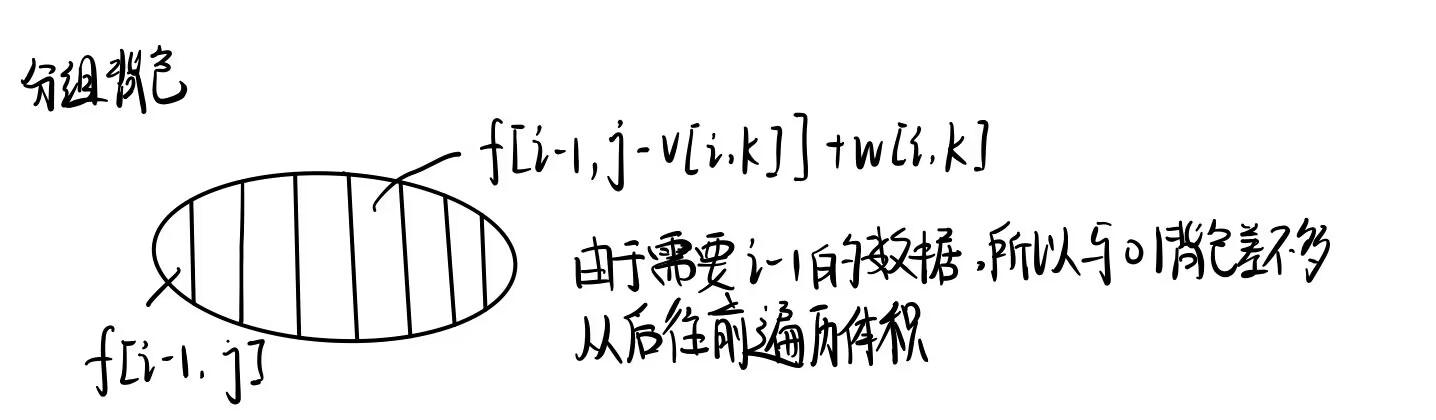 分组背包
f[i-1,j-v[i,k]]+w[i,k]
由于需要i-1的数据,所以与01背包差不多
从后往前遍历体积
f[i-1,j]